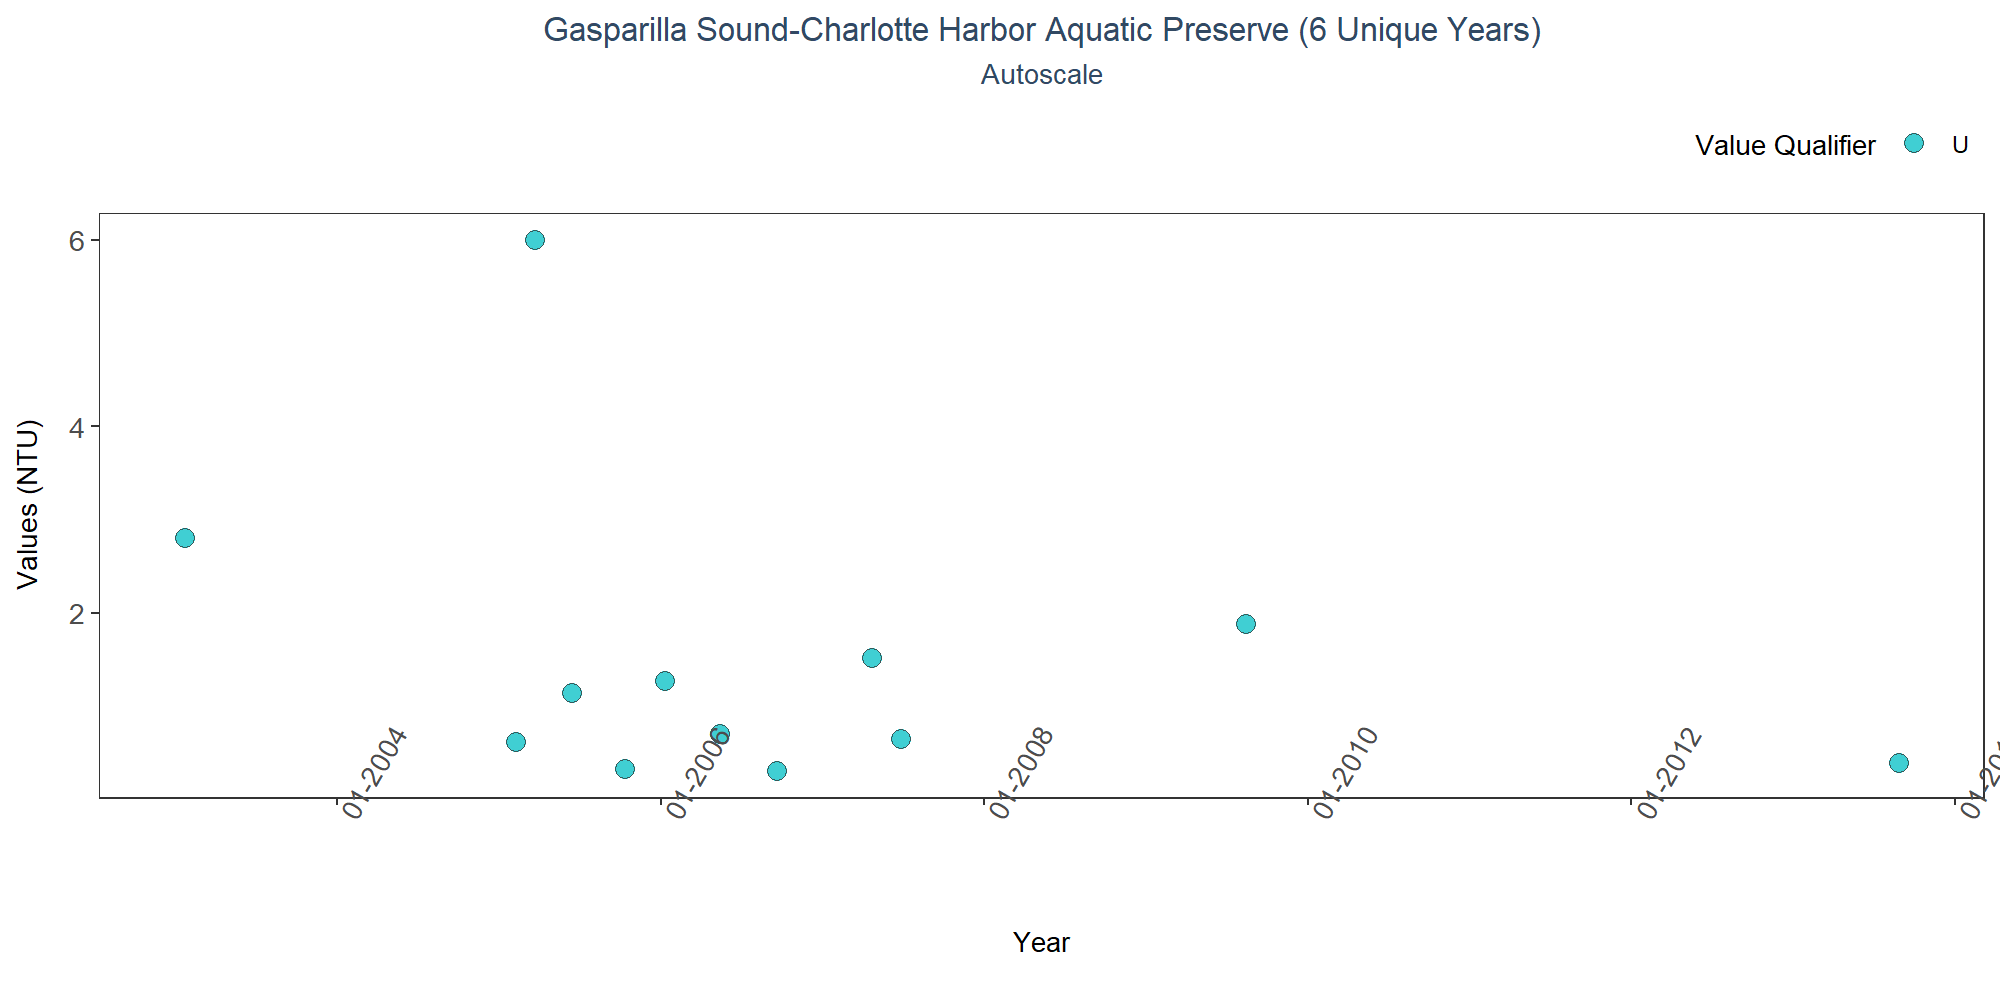 Gasparilla Sound-Charlotte Harbor Aquatic Preserve (6 Unique Years)
Autoscale
Value Qualifier U
6
4
2
Values (NTU)
01-2004 01-2006 01-2008 01-2010 01-2012
Year